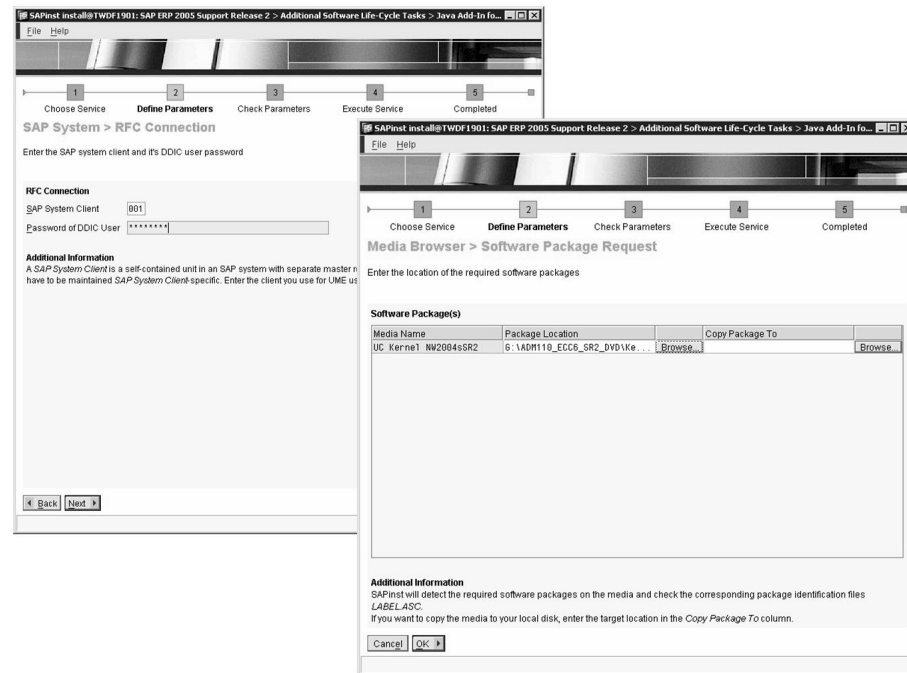 SAPinst install@TWDF1901: SAP ERP 2005 Support Release 2 > Additional Software Life-Cycle Tasks > Java Add-In fo...
File Help
1 2 3 4 5
Choose Service Define Parameters Check Parameters Execute Service Completed
SAP System > RFC Connection
Enter the SAP system client and it's DDIC user password
RFC Connection
SAP System Client 001
Password of DDIC User ********
Additional Information
A SAP System Client is a self-contained unit in an SAP system with separate master
have to be maintained SAP System Client-specific. Enter the client you use for UME
Back Next
SAPinst install@TWDF1901: SAP ERP 2005 Support Release 2 > Additional Software Life-Cycle Tasks > Java Add-In fo...
File Help
1 2 3 4 5
Choose Service Define Parameters Check Parameters Execute Service Completed
Media Browser > Software Package Request
Enter the location of the required software packages
Software Package(s)
Media Name Package Location Copy Package To
UC Kernel NW2004sSR2 G:\ADM110_ECC6_SR2_DVD\Ke... Browse... Browse...
Additional Information
SAPinst will detect the required software packages on the media and check the corresponding package identification files
LABEL.ASC.
If you want to copy the media to your local disk, enter the target location in the Copy Package To column.
Cancel OK